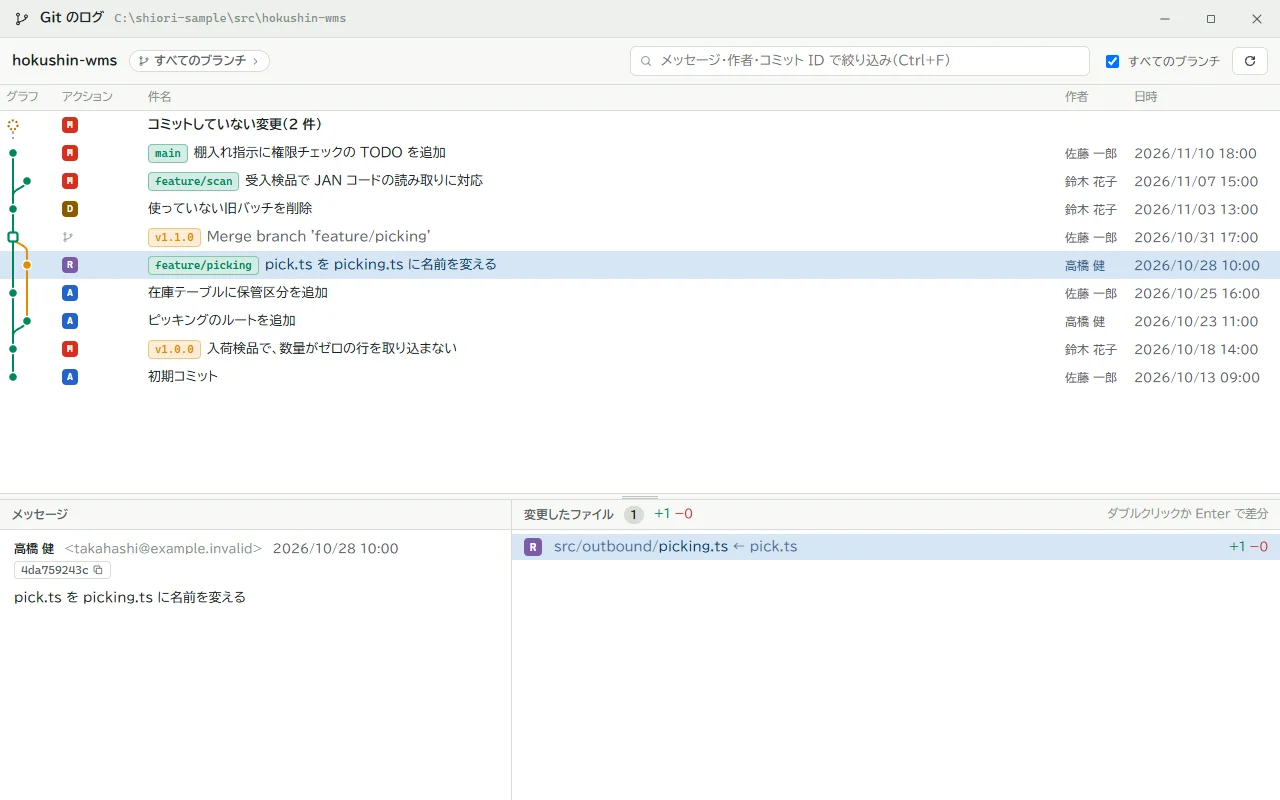 Git のログ C:\shiori-sample\src\hokushin-wms
hokushin-wms すべてのブランチ メッセージ・作者・コミット ID で絞り込み(Ctrl+F) すべてのブランチ
グラフ アクション 件名 作者 日時
M コミットしていない変更(2 件)
M main 棚入れ指示に権限チェックの TODO を追加 佐藤 一郎 2026/11/10 18:00
M feature/scan 受入検品で JAN コードの読み取りに対応 鈴木 花子 2026/11/07 15:00
D 使っていない旧バッチを削除 鈴木 花子 2026/11/03 13:00
v1.1.0 Merge branch 'feature/picking' 佐藤 一郎 2026/10/31 17:00
R feature/picking pick.ts を picking.ts に名前を変える 高橋 健 2026/10/28 10:00
A 在庫テーブルに保管区分を追加 佐藤 一郎 2026/10/25 16:00
A ピッキングのルートを追加 高橋 健 2026/10/23 11:00
M v1.0.0 入荷検品で、数量がゼロの行を取り込まない 鈴木 花子 2026/10/18 14:00
A 初期コミット 佐藤 一郎 2026/10/13 09:00
メッセージ
高橋 健 <takahashi@example.invalid> 2026/10/28 10:00
4da759243c
pick.ts を picking.ts に名前を変える
変更したファイル 1 +1 −0 ダブルクリックか Enter で差分
R src/outbound/picking.ts ← pick.ts +1 −0